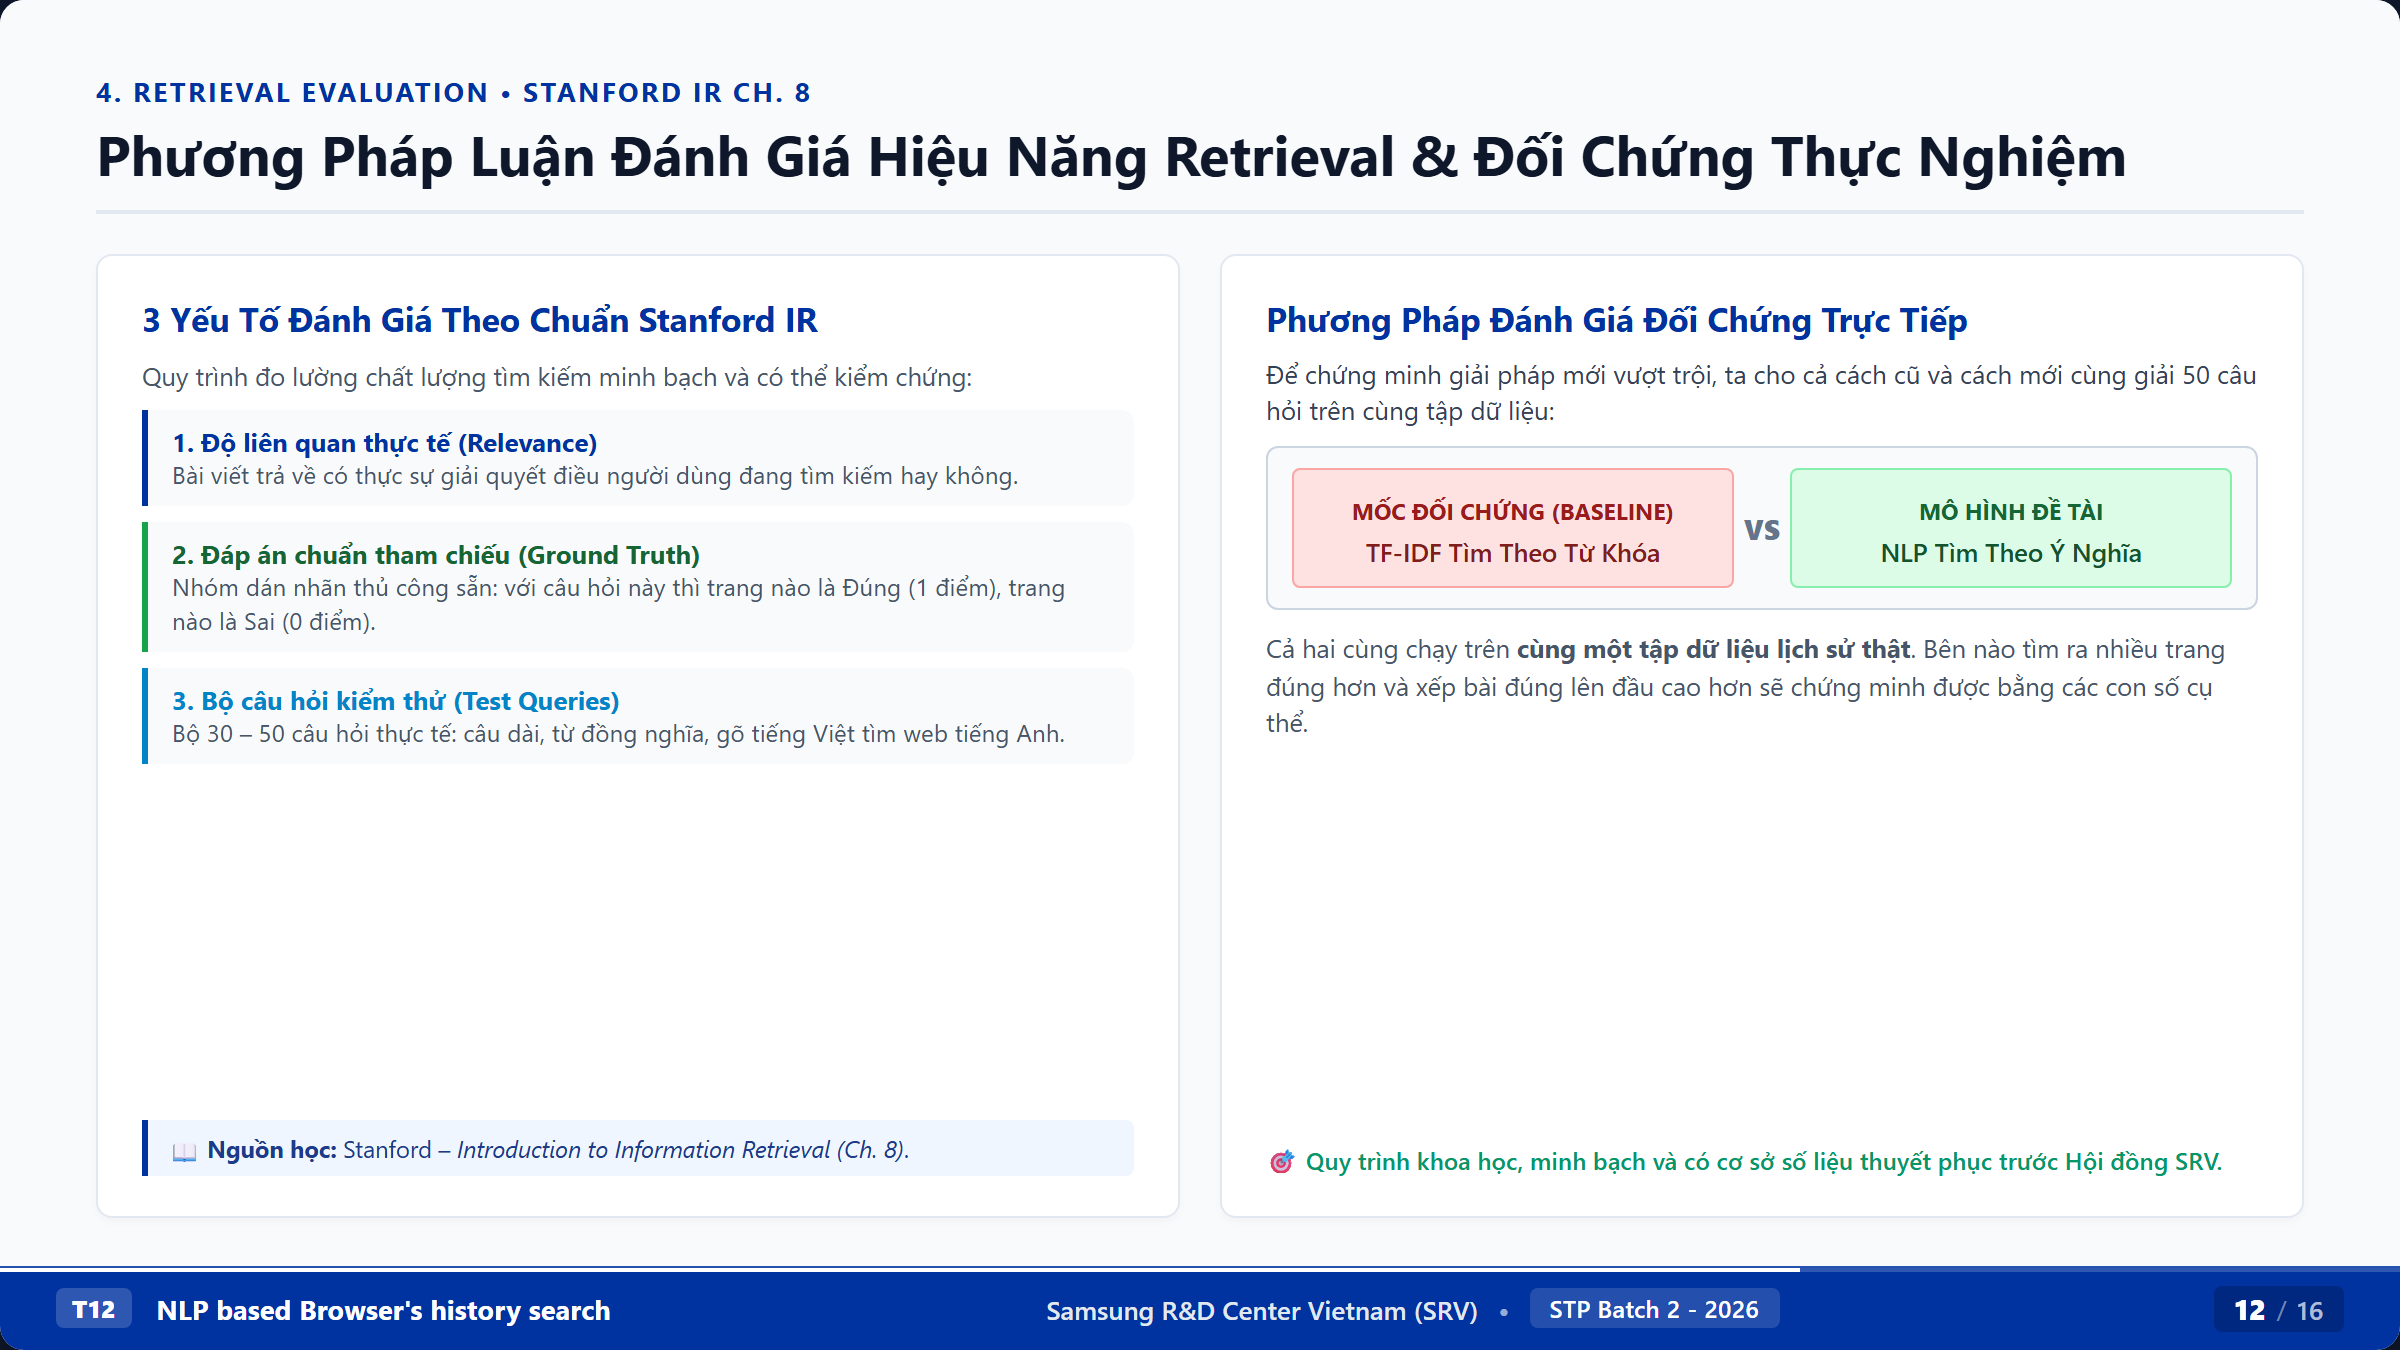 4. RETRIEVAL EVALUATION • STANFORD IR CH. 8
Phương Pháp Luận Đánh Giá Hiệu Năng Retrieval & Đối Chứng Thực Nghiệm
3 Yếu Tố Đánh Giá Theo Chuẩn Stanford IR
Quy trình đo lường chất lượng tìm kiếm minh bạch và có thể kiểm chứng:
1. Độ liên quan thực tế (Relevance)
Bài viết trả về có thực sự giải quyết điều người dùng đang tìm kiếm hay không.
2. Đáp án chuẩn tham chiếu (Ground Truth)
Nhóm dán nhãn thủ công sẵn: với câu hỏi này thì trang nào là Đúng (1 điểm), trang
nào là Sai (0 điểm).
3. Bộ câu hỏi kiểm thử (Test Queries)
Bộ 30 – 50 câu hỏi thực tế: câu dài, từ đồng nghĩa, gõ tiếng Việt tìm web tiếng Anh.
📖 Nguồn học: Stanford – Introduction to Information Retrieval (Ch. 8).
Phương Pháp Đánh Giá Đối Chứng Trực Tiếp
Để chứng minh giải pháp mới vượt trội, ta cho cả cách cũ và cách mới cùng giải 50 câu
hỏi trên cùng tập dữ liệu:
MỐC ĐỐI CHỨNG (BASELINE)
TF-IDF Tìm Theo Từ Khóa
VS
MÔ HÌNH ĐỀ TÀI
NLP Tìm Theo Ý Nghĩa
Cả hai cùng chạy trên cùng một tập dữ liệu lịch sử thật. Bên nào tìm ra nhiều trang
đúng hơn và xếp bài đúng lên đầu cao hơn sẽ chứng minh được bằng các con số cụ
thể.
🎯 Quy trình khoa học, minh bạch và có cơ sở số liệu thuyết phục trước Hội đồng SRV.
T12 NLP based Browser's history search
Samsung R&D Center Vietnam (SRV) • STP Batch 2 - 2026
12 / 16